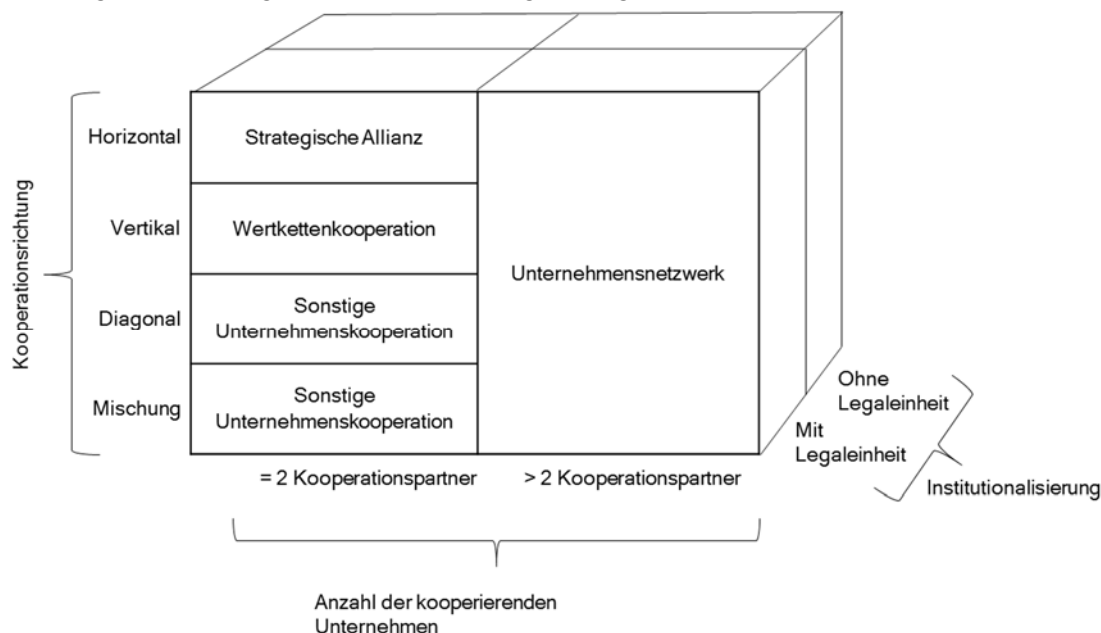 Kooperationsrichtung
Horizontal
Strategische Allianz
Vertikal
Wertkettenkooperation
Unternehmensnetzwerk
Diagonal
Sonstige
Unternehmenskooperation
Mischung
Sonstige
Unternehmenskooperation
Ohne
Legaleinheit
Mit
Legaleinheit
Institutionalisierung
= 2 Kooperationspartner
> 2 Kooperationspartner
Anzahl der kooperierenden
Unternehmen